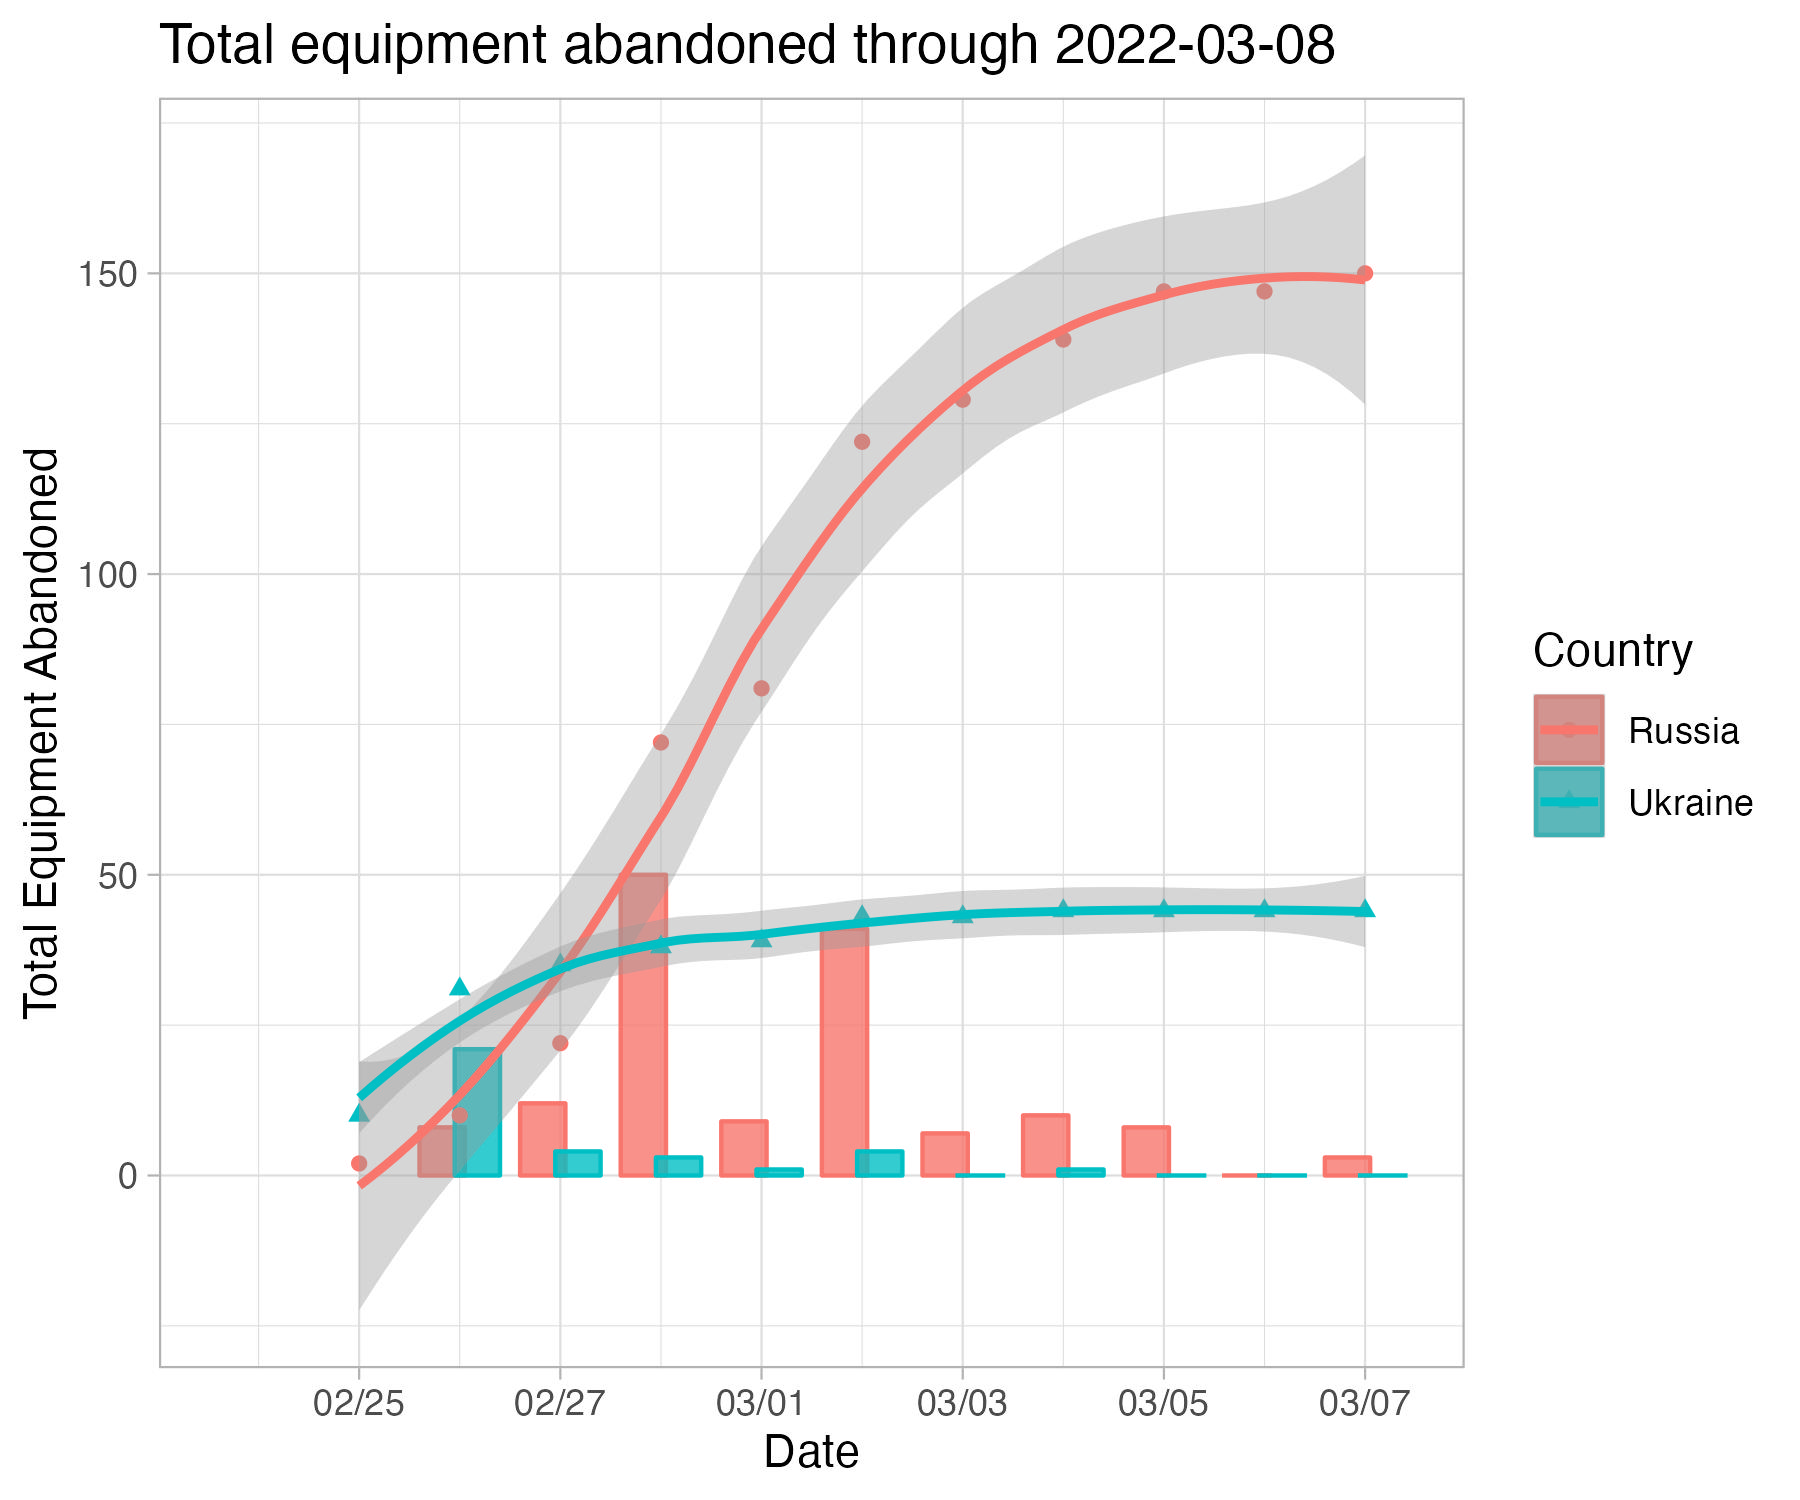 Total equipment abandoned through 2022-03-08
Total Equipment Abandoned
150
100
50
0
02/25 02/27 03/01 03/03 03/05 03/07
Date
Country
Russia
Ukraine